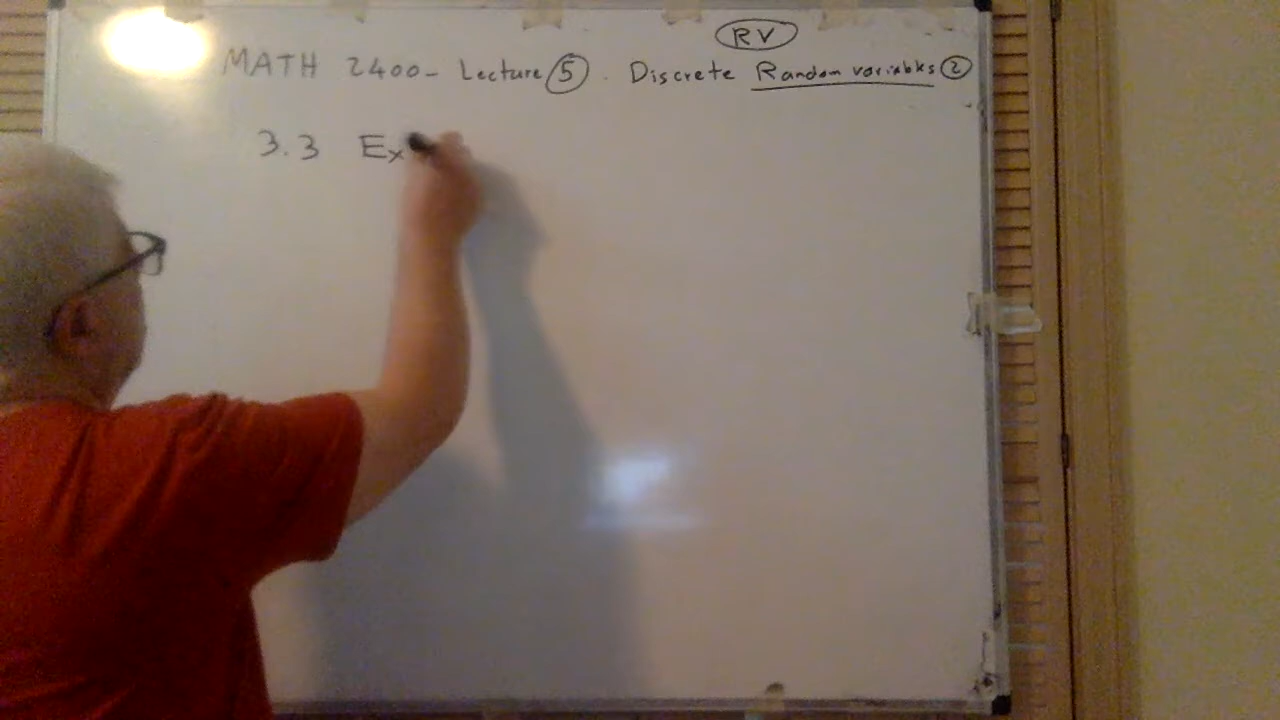 RV
MATH 2400- Lecture 5. Discrete Random variables 2
3.3 Ex